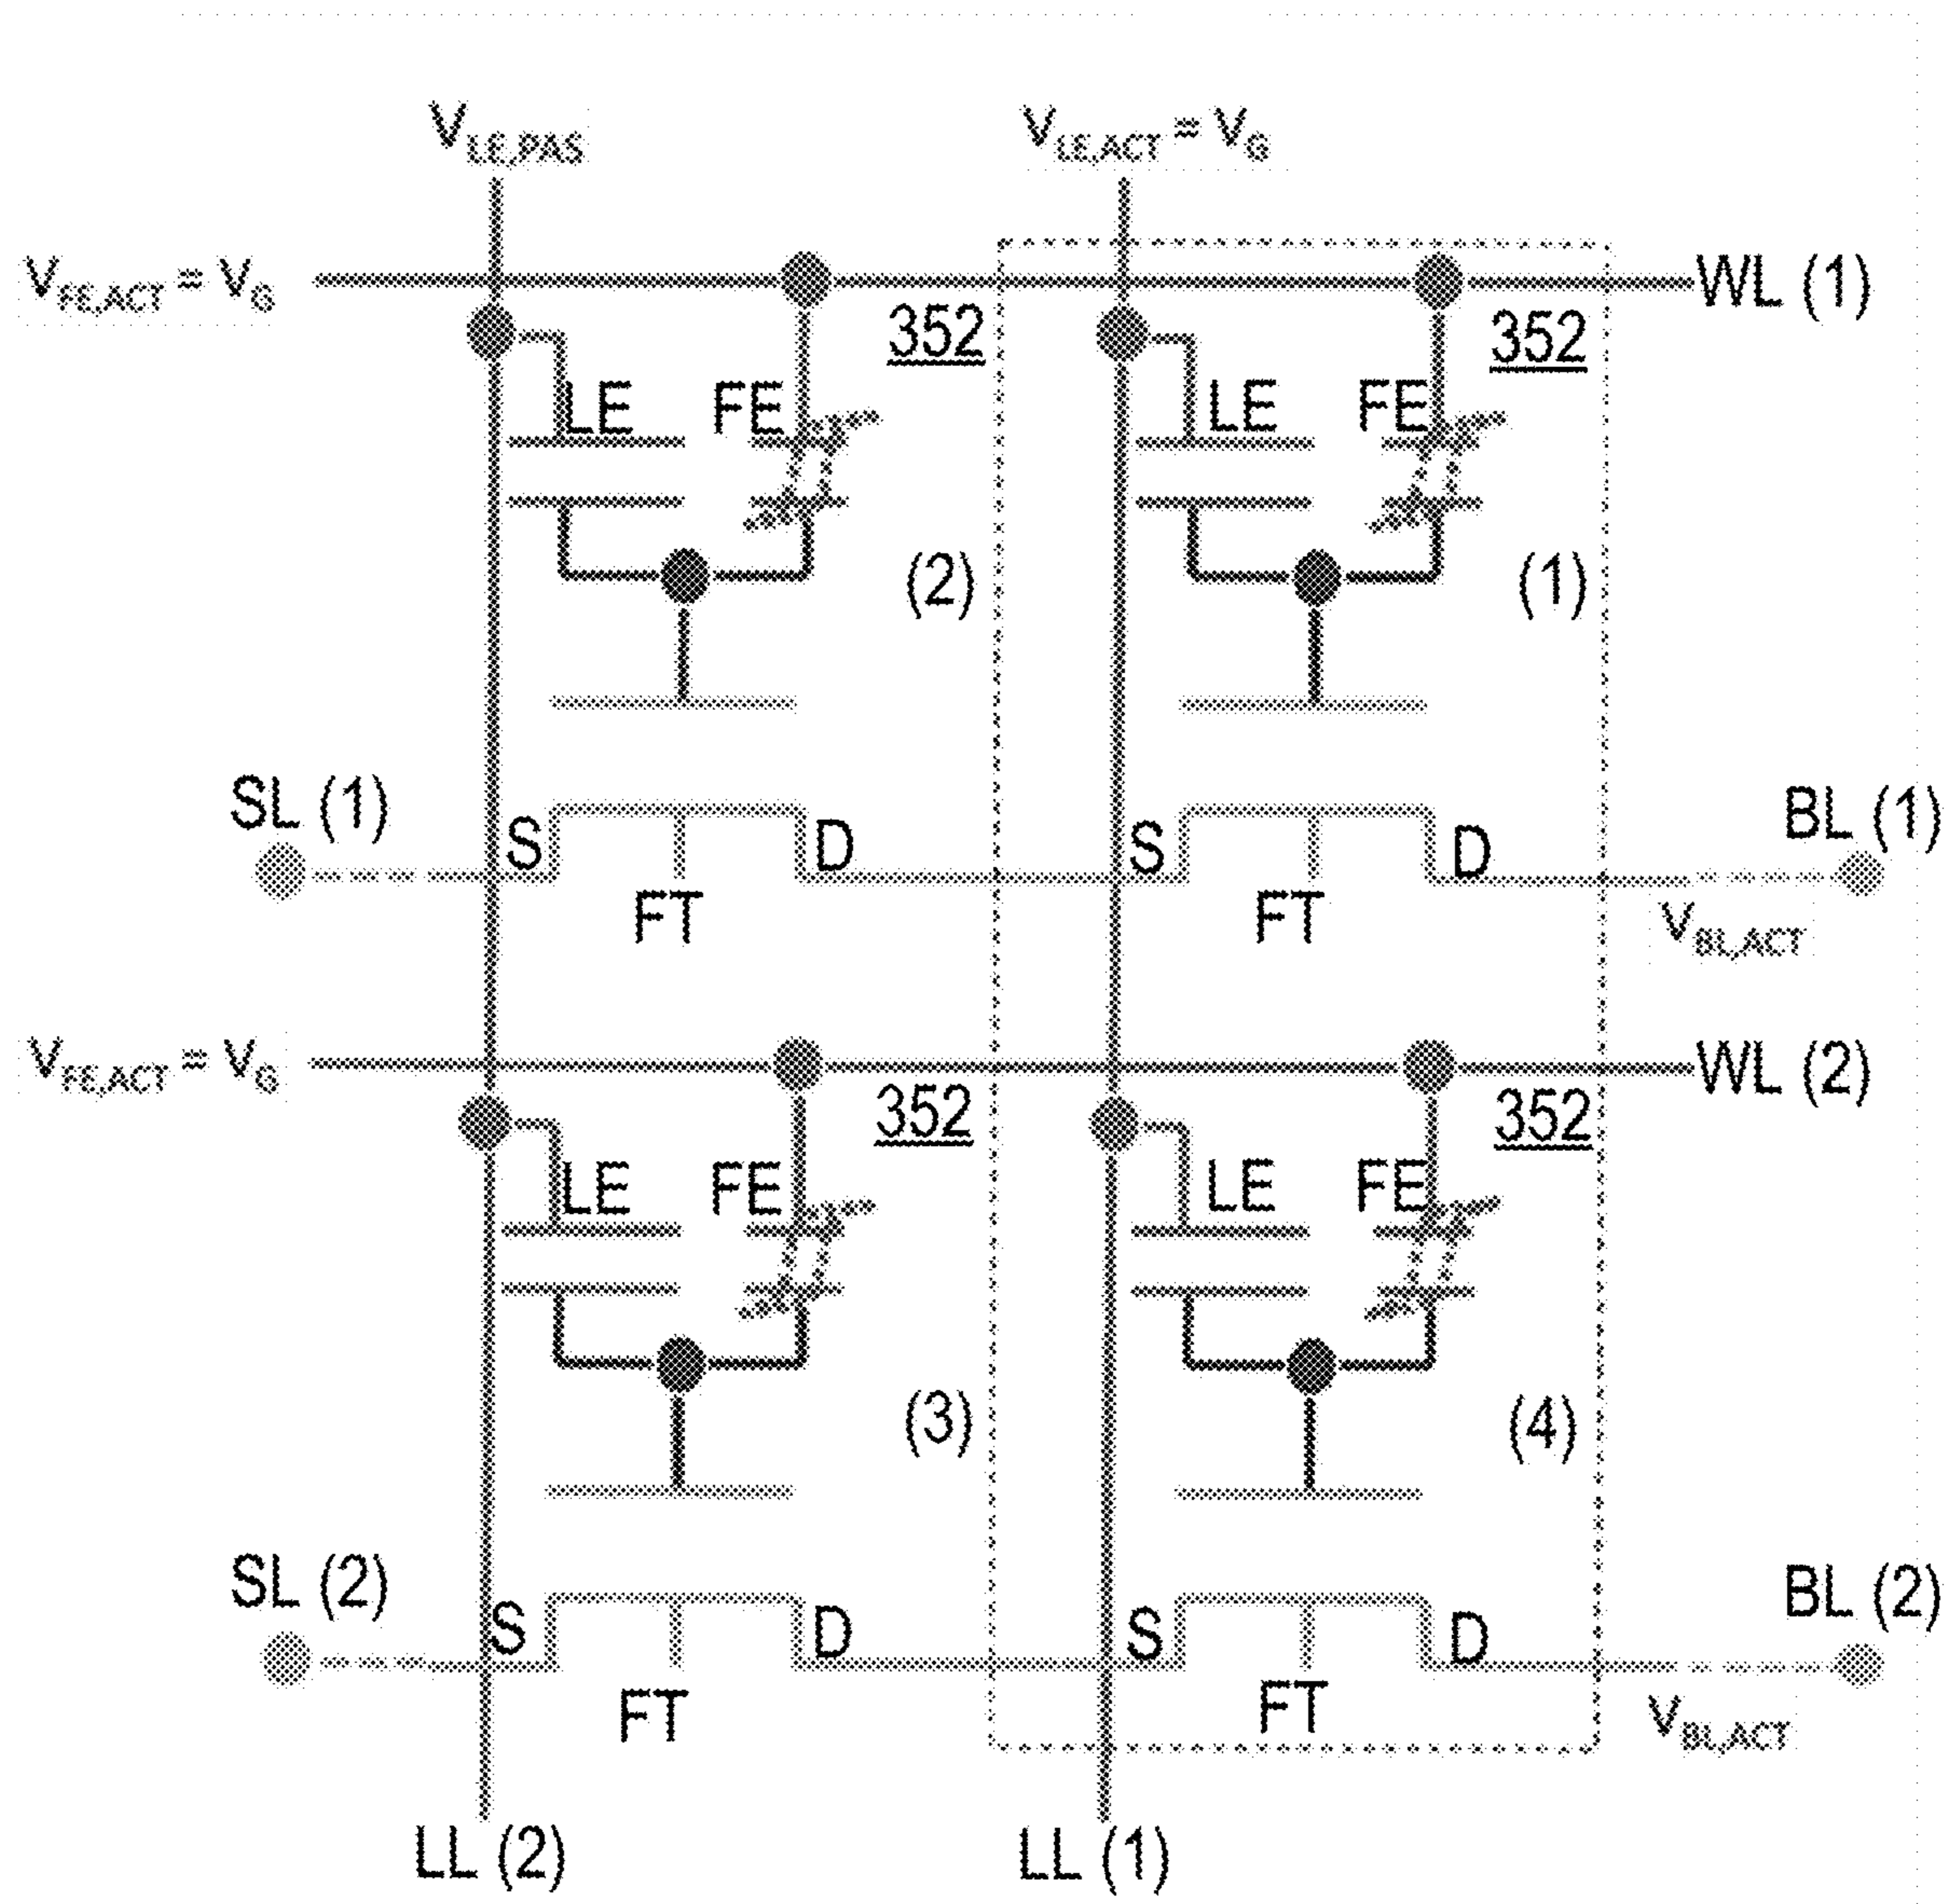 V_LE,PAS V_LE,ACT = V_G
V_FE,ACT = V_G WL (1)
352 352
LE FE LE FE
(2) (1)
SL (1) BL (1)
S D S D
FT FT V_BL,ACT
V_FE,ACT = V_G WL (2)
352 352
LE FE LE FE
(3) (4)
SL (2) BL (2)
S D S D
FT FT V_BL,ACT
LL (2) LL (1)